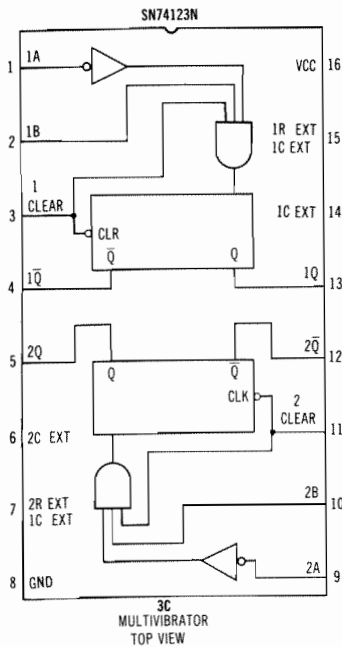 SN74123N
1A
1
VCC
16
1B
2
1R EXT
1C EXT
15
1
CLEAR
3
1C EXT
14
CLR
Q̅
Q
1Q̅
4
1Q
13
2Q
5
2Q̅
12
Q
Q̅
CLK
2
CLEAR
11
6
2C EXT
7
2R EXT
1C EXT
2B
10
8
GND
2A
9
3C
MULTIVIBRATOR
TOP VIEW